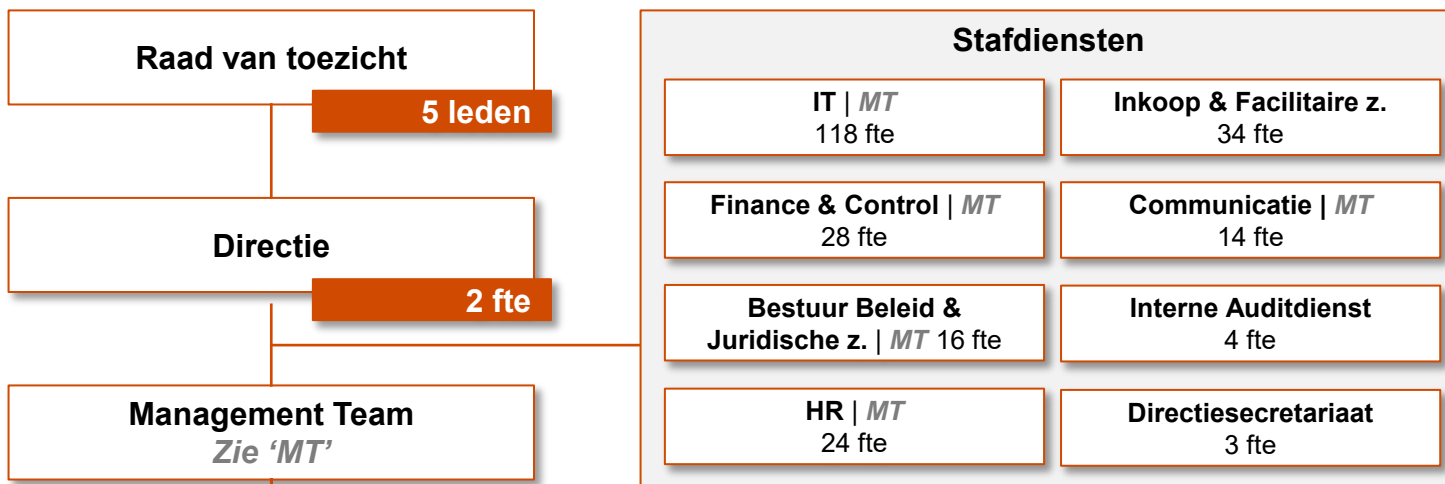 Raad van toezicht
5 leden
Directie
2 fte
Management Team
Zie ‘MT’
Stafdiensten
IT | MT
118 fte
Inkoop & Facilitaire z.
34 fte
Finance & Control | MT
28 fte
Communicatie | MT
14 fte
Bestuur Beleid &
Juridische z. | MT 16 fte
Interne Auditdienst
4 fte
HR | MT
24 fte
Directiesecretariaat
3 fte